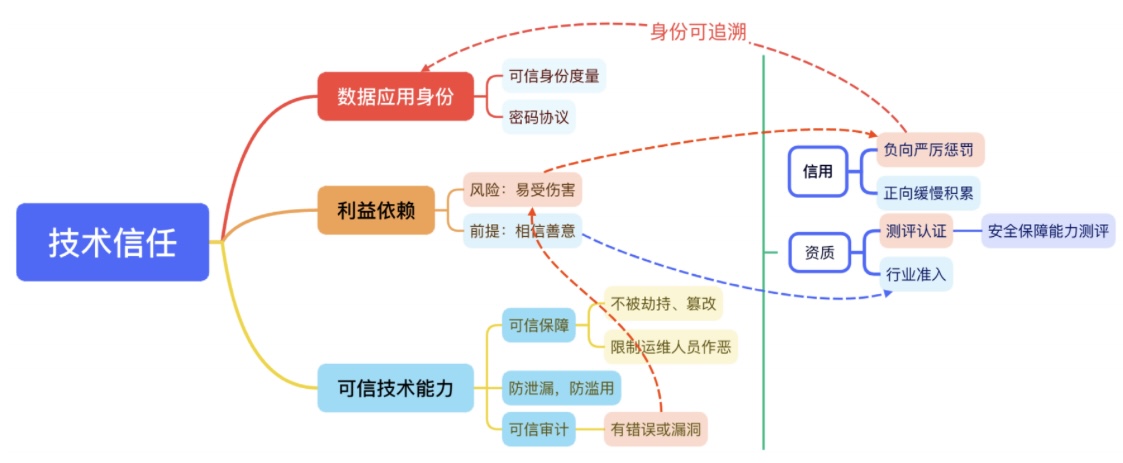 身份可追溯
技术信任
数据应用身份
可信身份度量
密码协议
利益依赖
风险：易受伤害
前提：相信善意
可信技术能力
可信保障
不被劫持、篡改
限制运维人员作恶
防泄漏，防滥用
可信审计
有错误或漏洞
信用
负向严厉惩罚
正向缓慢积累
资质
测评认证
安全保障能力测评
行业准入